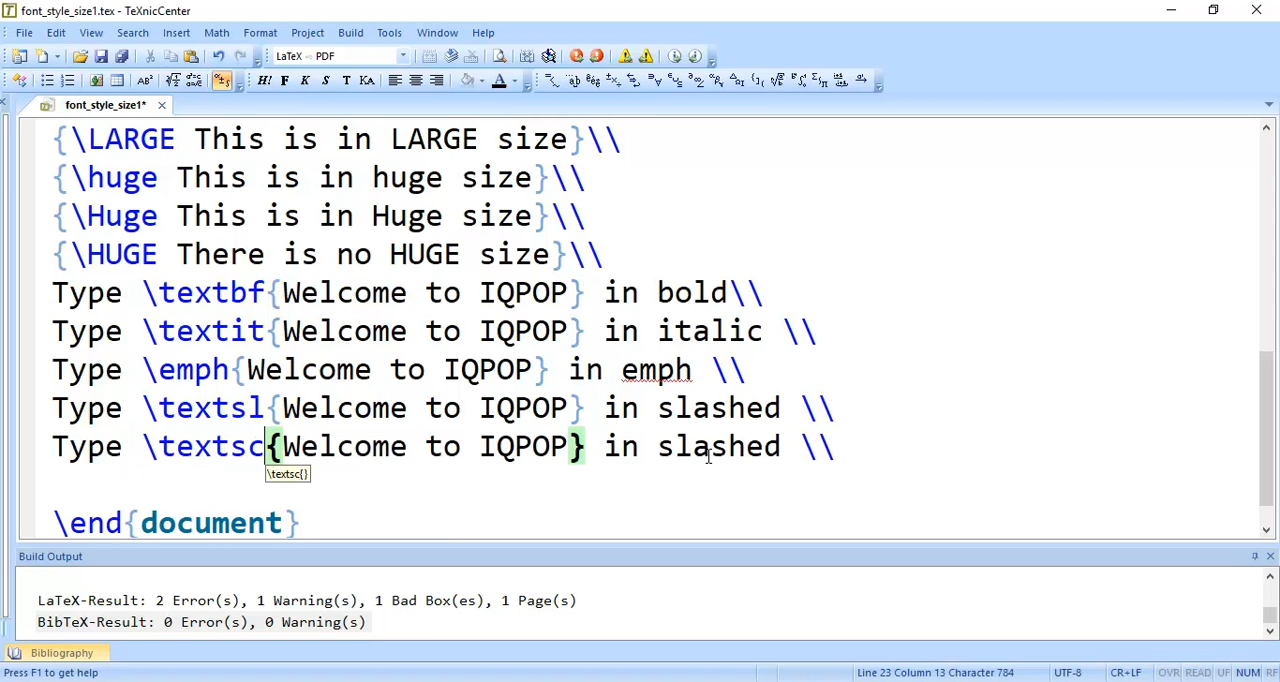 font_style_size1.tex - TeXnicCenter
File Edit View Search Insert Math Format Project Build Tools Window Help
LaTeX ⇨ PDF
font_style_size1*
{\LARGE This is in LARGE size}\\
{\huge This is in huge size}\\
{\Huge This is in Huge size}\\
{\HUGE There is no HUGE size}\\
Type \textbf{Welcome to IQPOP} in bold\\
Type \textit{Welcome to IQPOP} in italic \\
Type \emph{Welcome to IQPOP} in emph \\
Type \textsl{Welcome to IQPOP} in slashed \\
Type \textsc{Welcome to IQPOP} in slashed \\
\textsc{}
\end{document}
Build Output
LaTeX-Result: 2 Error(s), 1 Warning(s), 1 Bad Box(es), 1 Page(s)
BibTeX-Result: 0 Error(s), 0 Warning(s)
Bibliography
Press F1 to get help Line 23 Column 13 Character 784 UTF-8 CR+LF OVR READ UF NUM RF